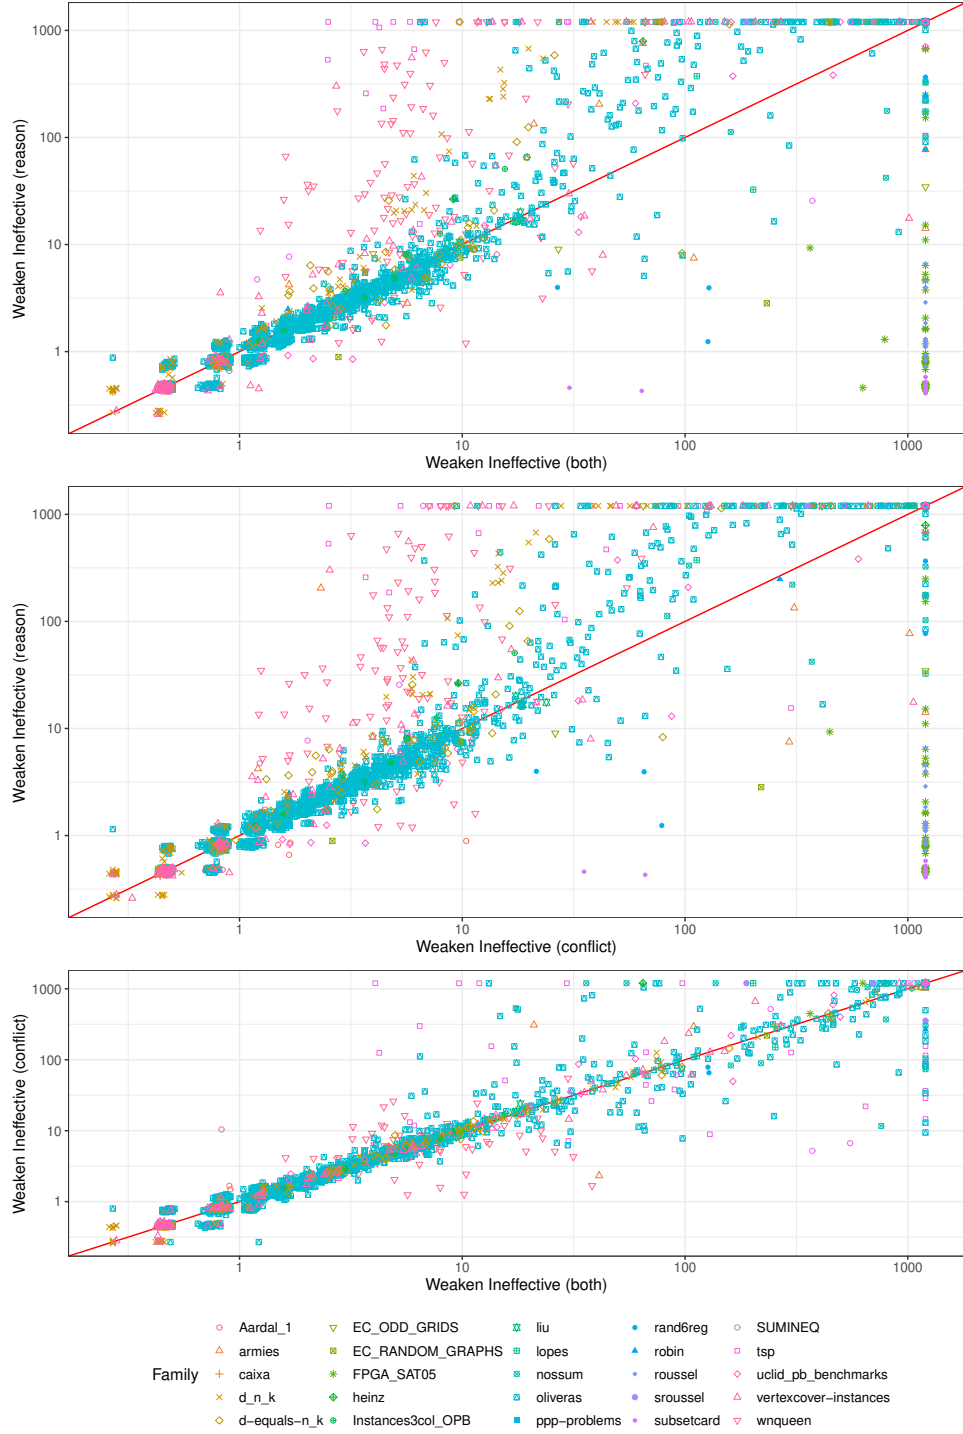 1000
100
10
1
Weaken Ineffective (reason)
1
10
100
1000
Weaken Ineffective (both)
1000
100
10
1
Weaken Ineffective (reason)
1
10
100
1000
Weaken Ineffective (conflict)
1000
100
10
1
Weaken Ineffective (conflict)
1
10
100
1000
Weaken Ineffective (both)
Family
Aardal_1
armies
caixa
d_n_k
d-equals-n_k
EC_ODD_GRIDS
EC_RANDOM_GRAPHS
FPGA_SAT05
heinz
Instances3col_OPB
liu
lopes
nossum
oliveras
ppp-problems
rand6reg
robin
roussel
sroussel
subsetcard
SUMINEQ
tsp
uclid_pb_benchmarks
vertexcover-instances
wnqueen